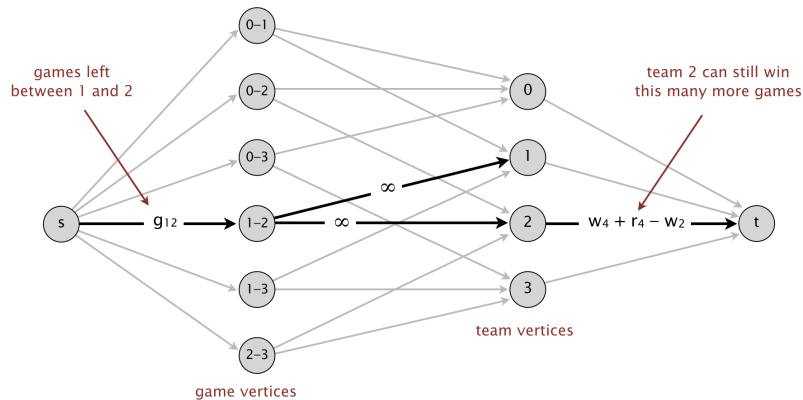 games left
between 1 and 2
team 2 can still win
this many more games
0–1
0–2
0–3
1–2
1–3
2–3
s
g12
∞
∞
0
1
2
3
w4 + r4 − w2
t
team vertices
game vertices